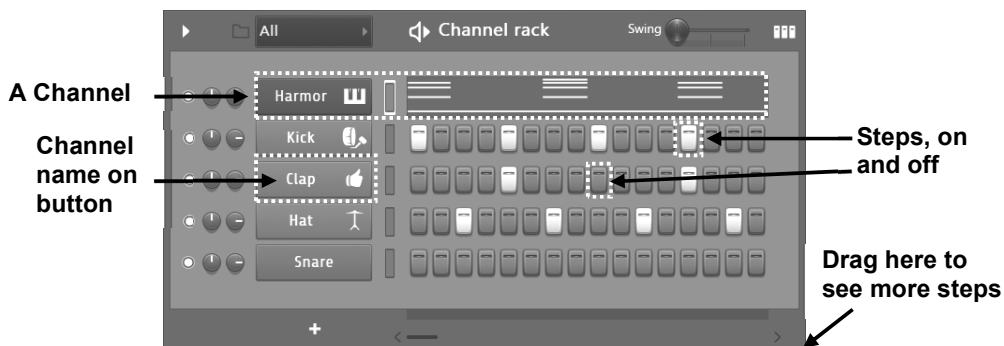 All
Channel rack
Swing
A Channel
Harmor
Kick
Steps, on
and off
Channel
name on
button
Clap
Hat
Snare
Drag here to
see more steps
+